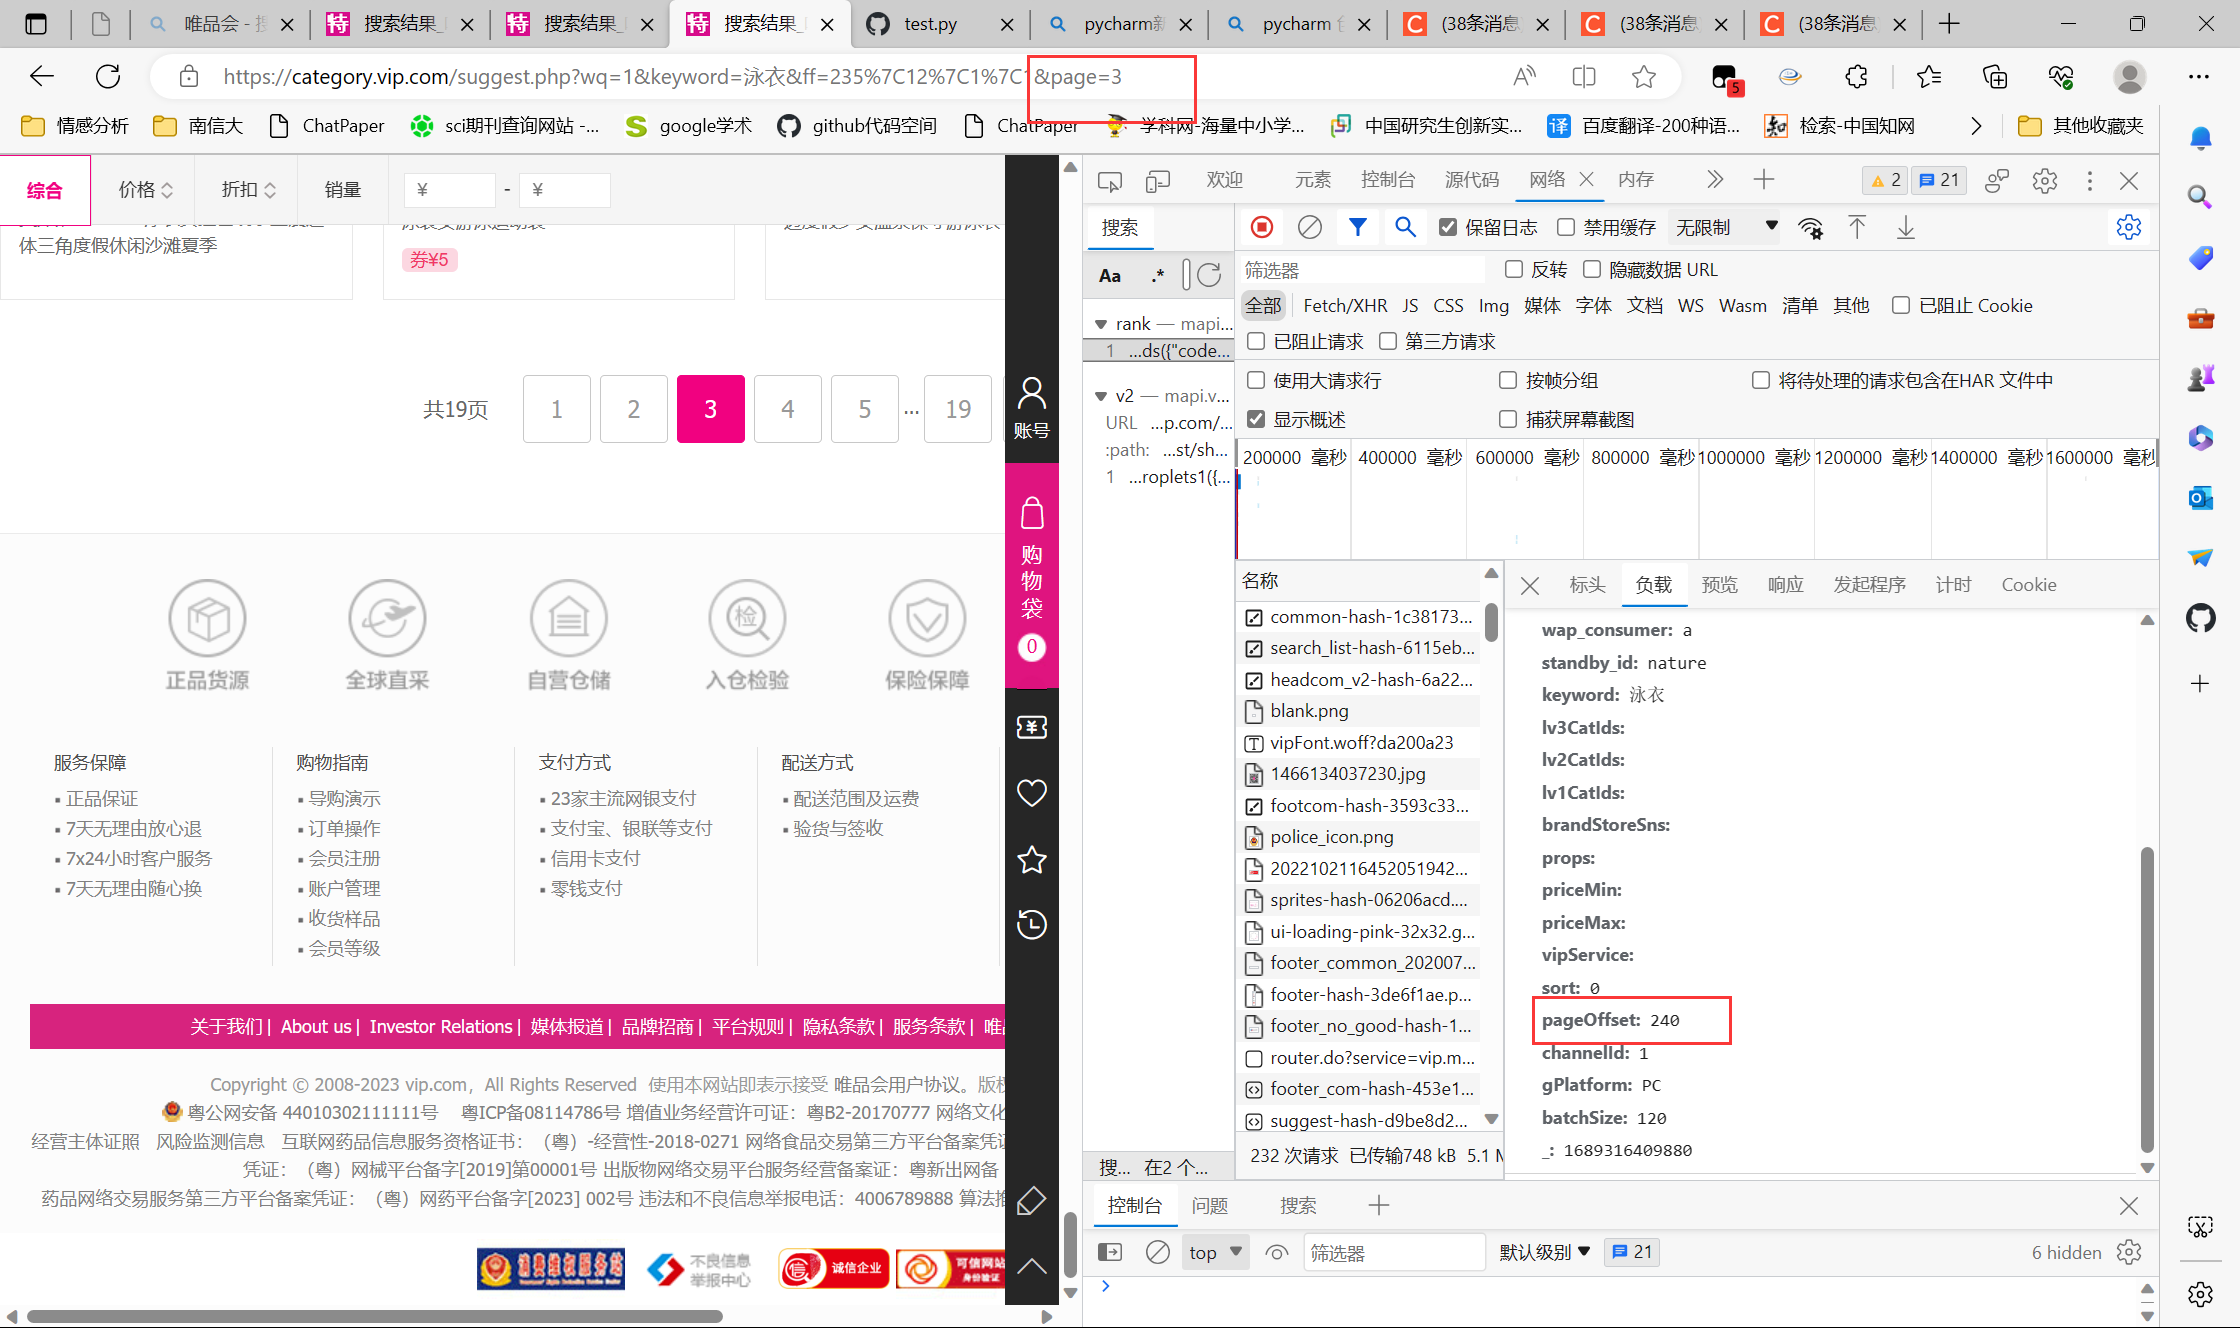 唯品会 - 搜
搜索结果_
搜索结果_
搜索结果_
test.py
pycharm新
pycharm
(38条消息
(38条消息
(38条消息
https://category.vip.com/suggest.php?wq=1&keyword=泳衣&ff=235%7C12%7C1%7C1&page=3
5
情感分析
南信大
ChatPaper
sci期刊查询网站 -...
google学术
github代码空间
ChatPaper
学科网-海量中小学...
中国研究生创新实...
百度翻译-200种语...
检索-中国知网
其他收藏夹
综合
价格
折扣
销量
¥
-
¥
体三角度假休闲沙滩夏季
券¥5
共19页
1
2
3
4
5
...
19
账号
购物袋
0
正品货源
全球直采
自营仓储
入仓检验
保险保障
服务保障
▪ 正品保证
▪ 7天无理由放心退
▪ 7x24小时客户服务
▪ 7天无理由随心换
购物指南
▪ 导购演示
▪ 订单操作
▪ 会员注册
▪ 账户管理
▪ 收货样品
▪ 会员等级
支付方式
▪ 23家主流网银支付
▪ 支付宝、银联等支付
▪ 信用卡支付
▪ 零钱支付
配送方式
▪ 配送范围及运费
▪ 验货与签收
关于我们 | About us | Investor Relations | 媒体报道 | 品牌招商 | 平台规则 | 隐私条款 | 服务条款 | 唯品
Copyright © 2008-2023 vip.com，All Rights Reserved 使用本网站即表示接受 唯品会用户协议。版权
粤公网安备 44010302111111号 粤ICP备08114786号 增值业务经营许可证：粤B2-20170777 网络文化
经营主体证照 风险监测信息 互联网药品信息服务资格证书：（粤）-经营性-2018-0271 网络食品交易第三方平台备案凭证
凭证：（粤）网械平台备字[2019]第00001号 出版物网络交易平台服务经营备案证：粤新出网备
药品网络交易服务第三方平台备案凭证：（粤）网药平台备字[2023] 002号 违法和不良信息举报电话：4006789888 算法推
消费维权服务站
不良信息
举报中心
信
诚信企业
可信网站
身份验证
欢迎
元素
控制台
源代码
网络
内存
2
21
搜索
保留日志
禁用缓存
无限制
Aa
.*
筛选器
反转
隐藏数据 URL
全部
Fetch/XHR
JS
CSS
Img
媒体
字体
文档
WS
Wasm
清单
其他
已阻止 Cookie
已阻止请求
第三方请求
rank — mapi...
1 ...ds({"code...
v2 — mapi.v...
URL ...p.com/...
:path: ...st/sh...
1 ...roplets1({...
使用大请求行
按帧分组
将待处理的请求包含在HAR 文件中
显示概述
捕获屏幕截图
200000 毫秒
400000 毫秒
600000 毫秒
800000 毫秒
1000000 毫秒
1200000 毫秒
1400000 毫秒
1600000 毫秒
名称
common-hash-1c38173...
search_list-hash-6115eb...
headcom_v2-hash-6a22...
blank.png
vipFont.woff?da200a23
1466134037230.jpg
footcom-hash-3593c33...
police_icon.png
2022102116452051942...
sprites-hash-06206acd....
ui-loading-pink-32x32.g...
footer_common_202007...
footer-hash-3de6f1ae.p...
footer_no_good-hash-1...
router.do?service=vip.m...
footer_com-hash-453e1...
suggest-hash-d9be8d2...
232 次请求 已传输748 kB 5.1 M
标头
负载
预览
响应
发起程序
计时
Cookie
wap_consumer: a
standby_id: nature
keyword: 泳衣
lv3CatIds:
lv2CatIds:
lv1CatIds:
brandStoreSns:
props:
priceMin:
priceMax:
vipService:
sort: 0
pageOffset: 240
channelId: 1
gPlatform: PC
batchSize: 120
_: 1689316409880
搜... 在2 个...
控制台
问题
搜索
top
筛选器
默认级别
21
6 hidden